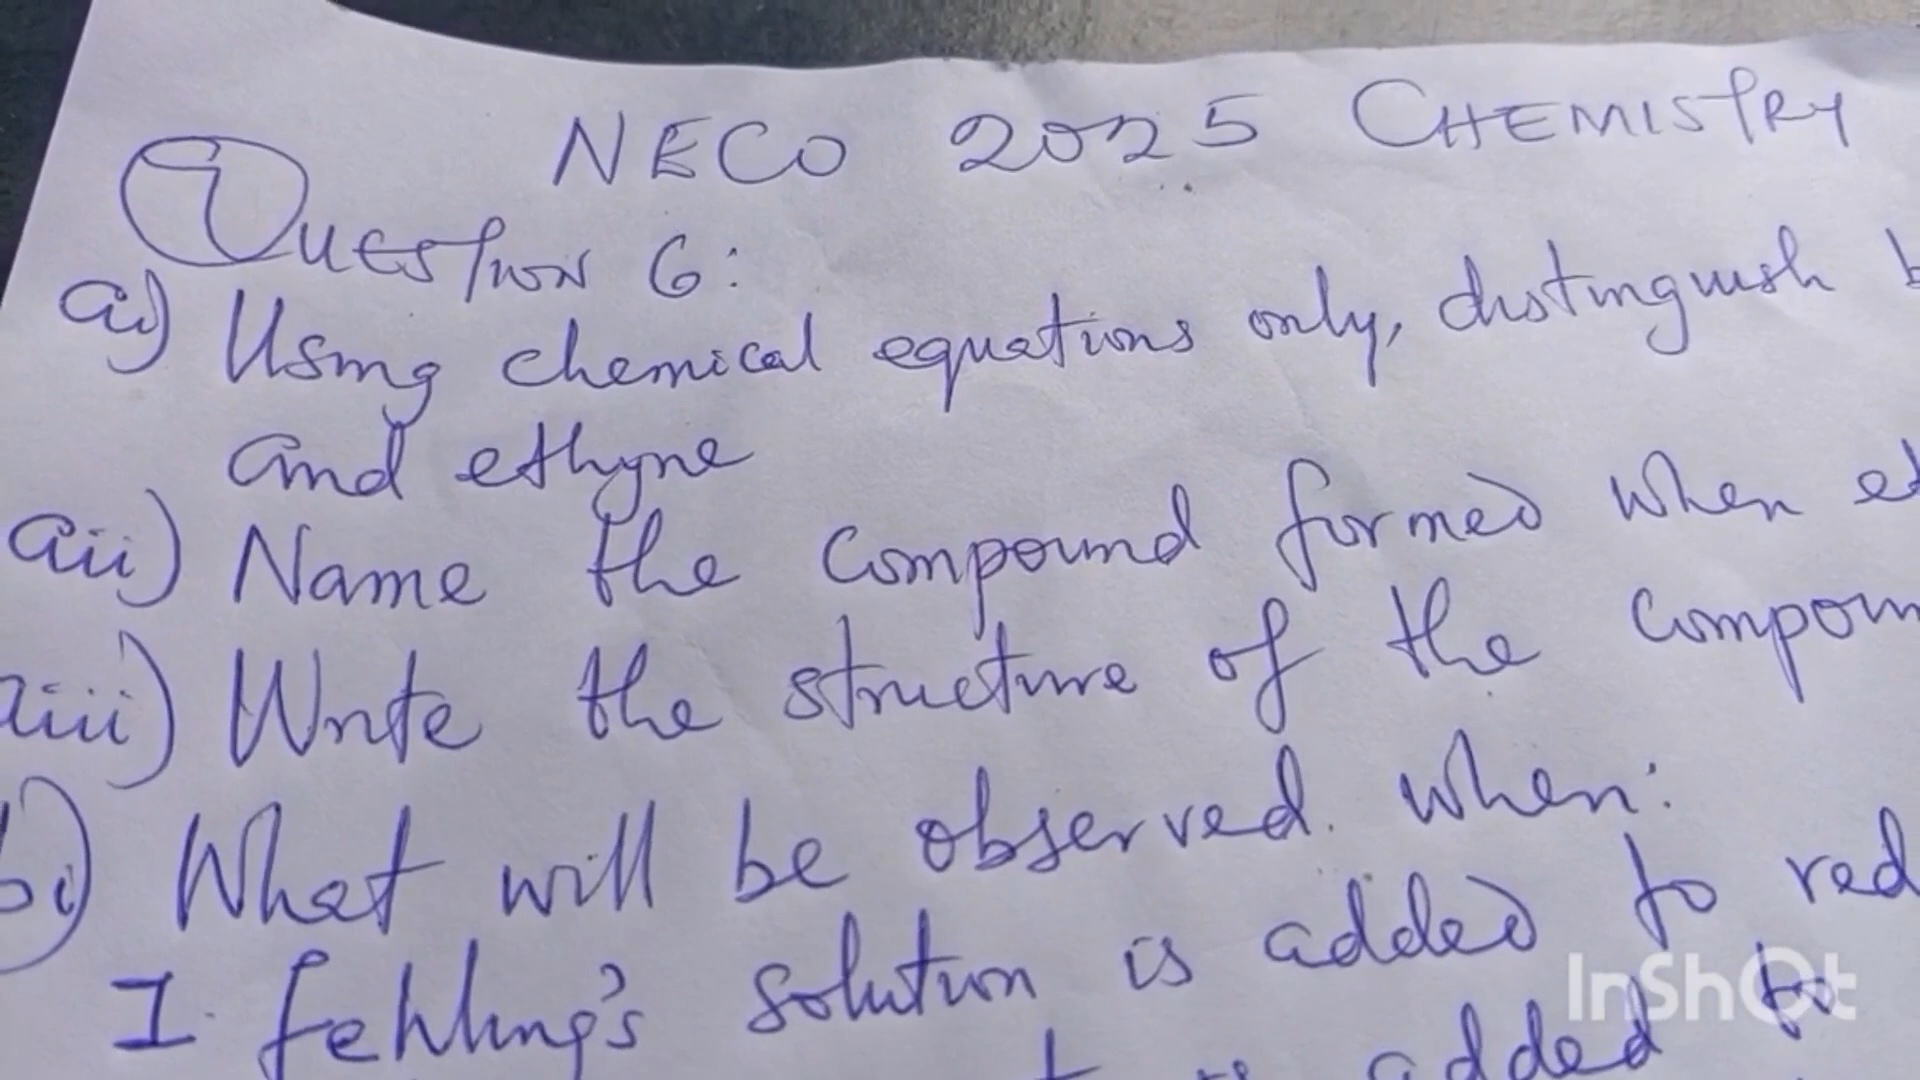 NECO 2025 CHEMISTRY
QUESTION 6:
ai) Using chemical equations only, distinguish
and ethyne
aii) Name the compound formed when
aiii) Write the structure of the
bi) What will be observed when:
I. Fehling's solution is added to red
added to
InShOt